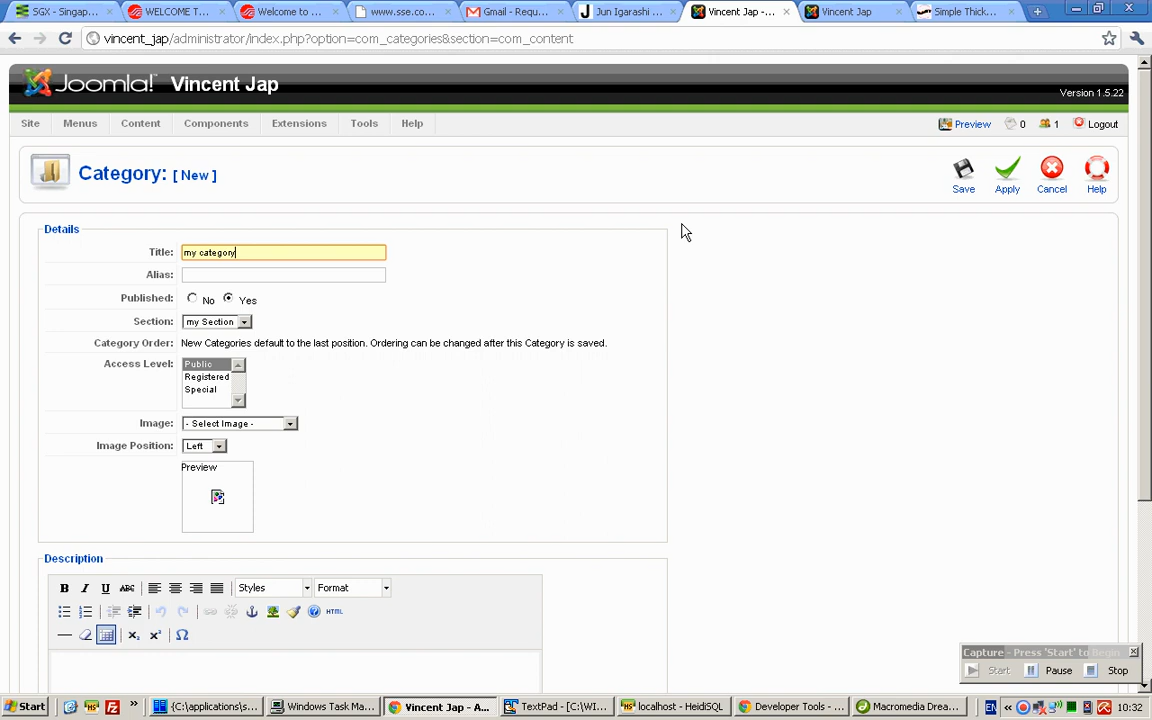 SGX - Singap...
WELCOME T...
Welcome to ...
www.sse.co...
Gmail - Requ...
Jun Igarashi ...
Vincent Jap -...
Vincent Jap
Simple Thick...
vincent_jap/administrator/index.php?option=com_categories&section=com_content
Joomla!™ Vincent Jap
Version 1.5.22
Site Menus Content Components Extensions Tools Help
Preview 0 1 Logout
Category: [ New ]
Save Apply Cancel Help
Details
Title: my category
Alias:
Published: No Yes
Section: my Section
Category Order: New Categories default to the last position. Ordering can be changed after this Category is saved.
Access Level: Public
Registered
Special
Image: - Select Image -
Image Position: Left
Preview
Description
B I U ABC Styles Format
HTML
Capture - Press 'Start' to Begin
Start Pause Stop
Start {C:\applications\s... Windows Task Ma... Vincent Jap - A... TextPad - [C:\WI... localhost - HeidiSQL Developer Tools - ... Macromedia Drea... EN 10:32